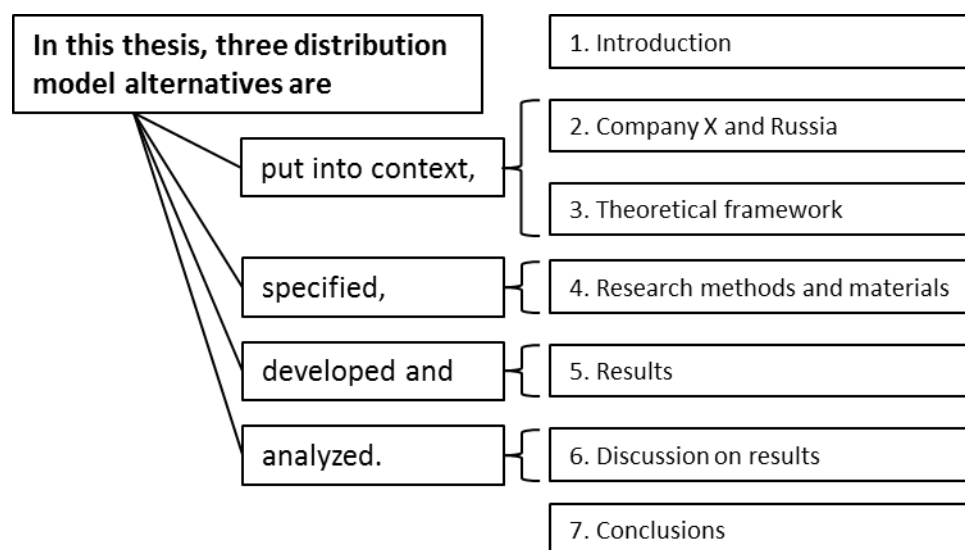 In this thesis, three distribution
model alternatives are
put into context,
specified,
developed and
analyzed.
1. Introduction
2. Company X and Russia
3. Theoretical framework
4. Research methods and materials
5. Results
6. Discussion on results
7. Conclusions